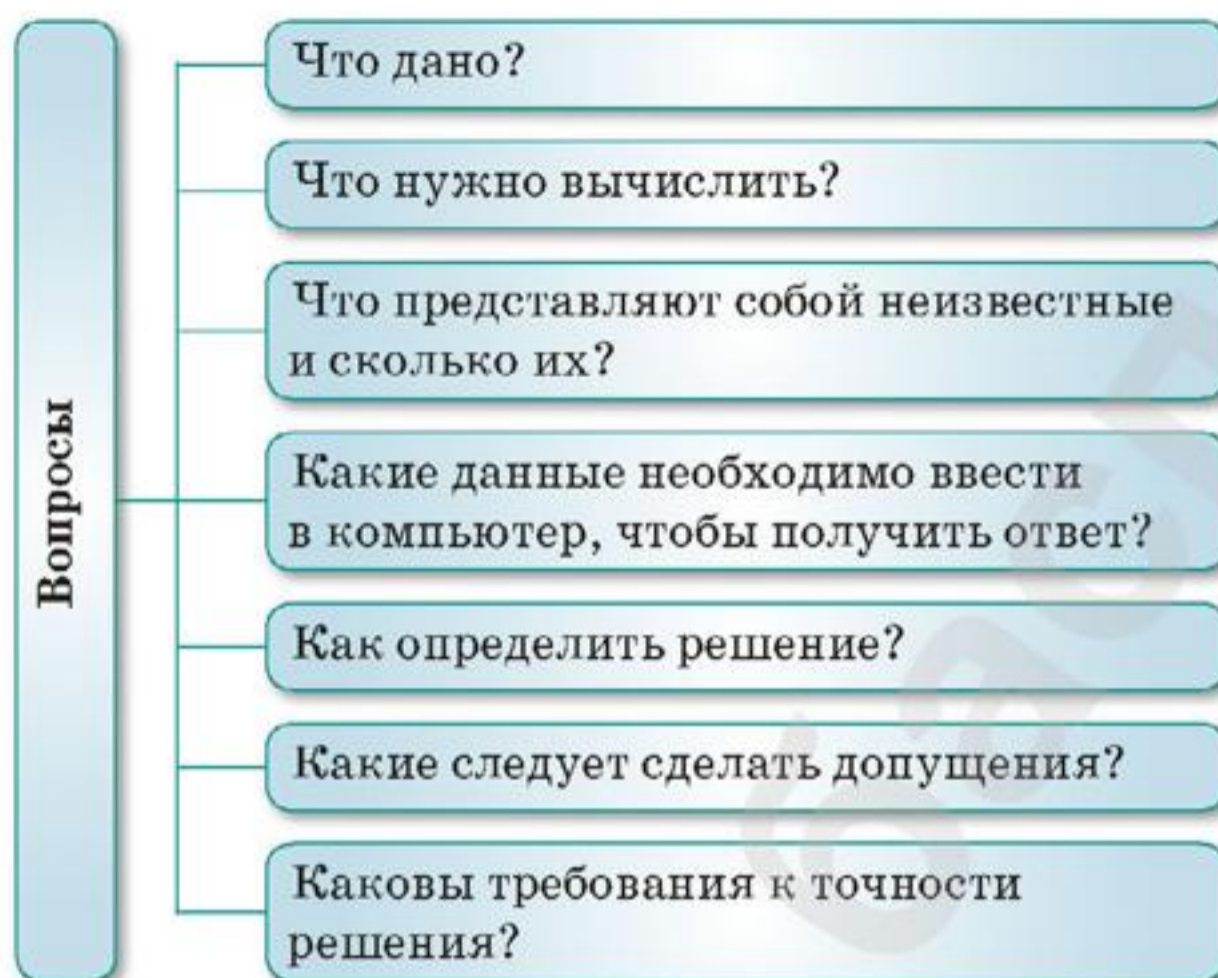 Вопросы
Что дано?
Что нужно вычислить?
Что представляют собой неизвестные
и сколько их?
Какие данные необходимо ввести
в компьютер, чтобы получить ответ?
Как определить решение?
Какие следует сделать допущения?
Каковы требования к точности
решения?